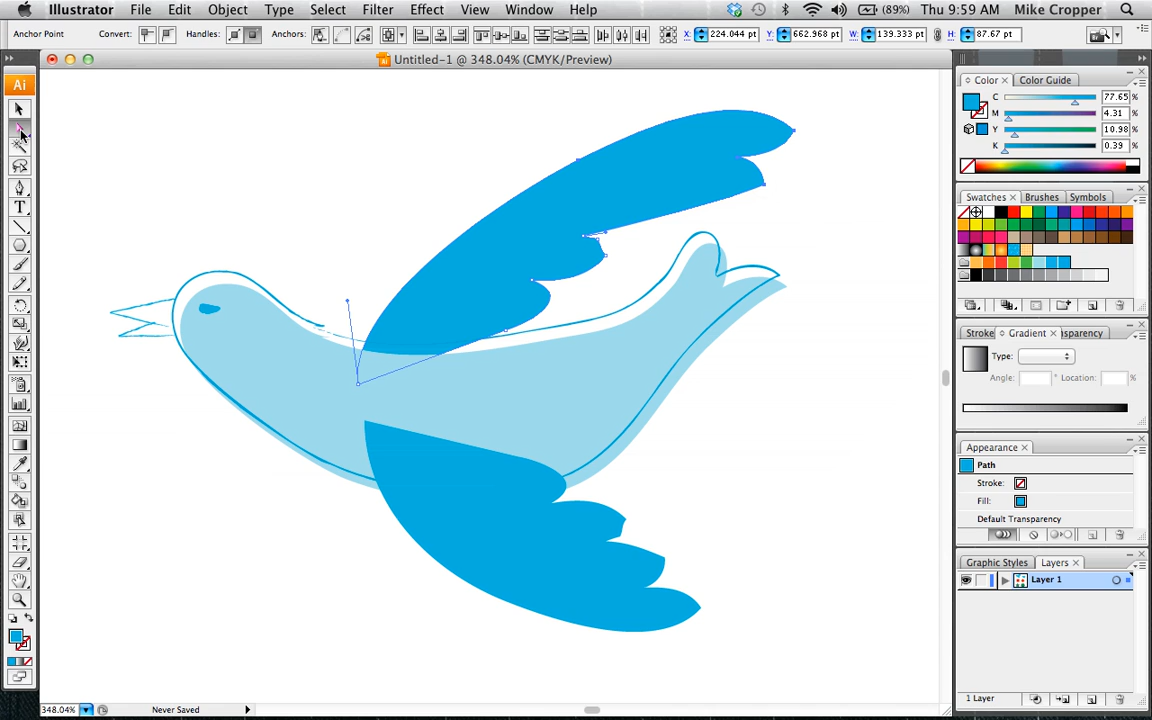 Illustrator File Edit Object Type Select Filter Effect View Window Help (89%) Thu 9:59 AM Mike Cropper
Anchor Point Convert: Handles: Anchors: X: 224.044 pt Y: 662.968 pt W: 139.333 pt H: 87.67 pt
Untitled-1 @ 348.04% (CMYK/Preview)
Ai
Color Color Guide
C 77.65 %
M 4.31 %
Y 10.98 %
K 0.39 %
Swatches Brushes Symbols
Stroke Gradient nsparency
Type:
Angle: Location: %
Appearance
Path
Stroke:
Fill:
Default Transparency
Graphic Styles Layers
Layer 1
1 Layer
348.04% Never Saved